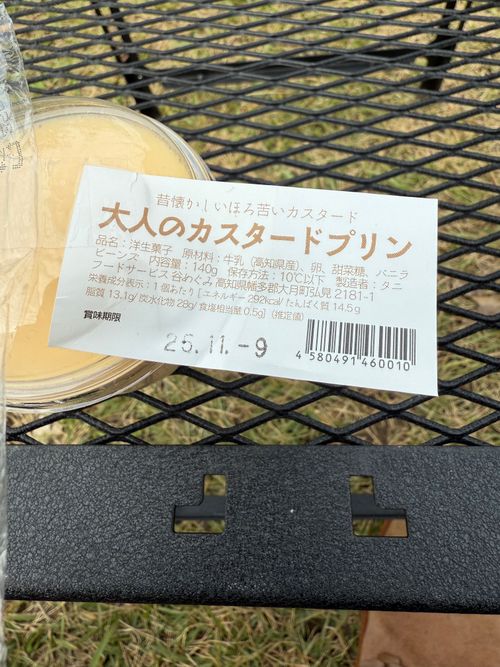 昔懐かしいほろ苦いカスタード
大人のカスタードプリン
品名：洋生菓子 原材料：牛乳（高知県産）、卵、甜菜糖、バニラ
ビーンズ 内容量：140g 保存方法：10℃以下 製造者：タニ
フードサービス 谷めぐみ 高知県幡多郡大月町弘見 2181-1
栄養成分表示：1個あたり［エネルギー 292kcal/ たんぱく質 14.5g
脂質 13.1g/ 炭水化物 28g/ 食塩相当量 0.5g］（推定値）
賞味期限
25.11.-9
4 580491 460010